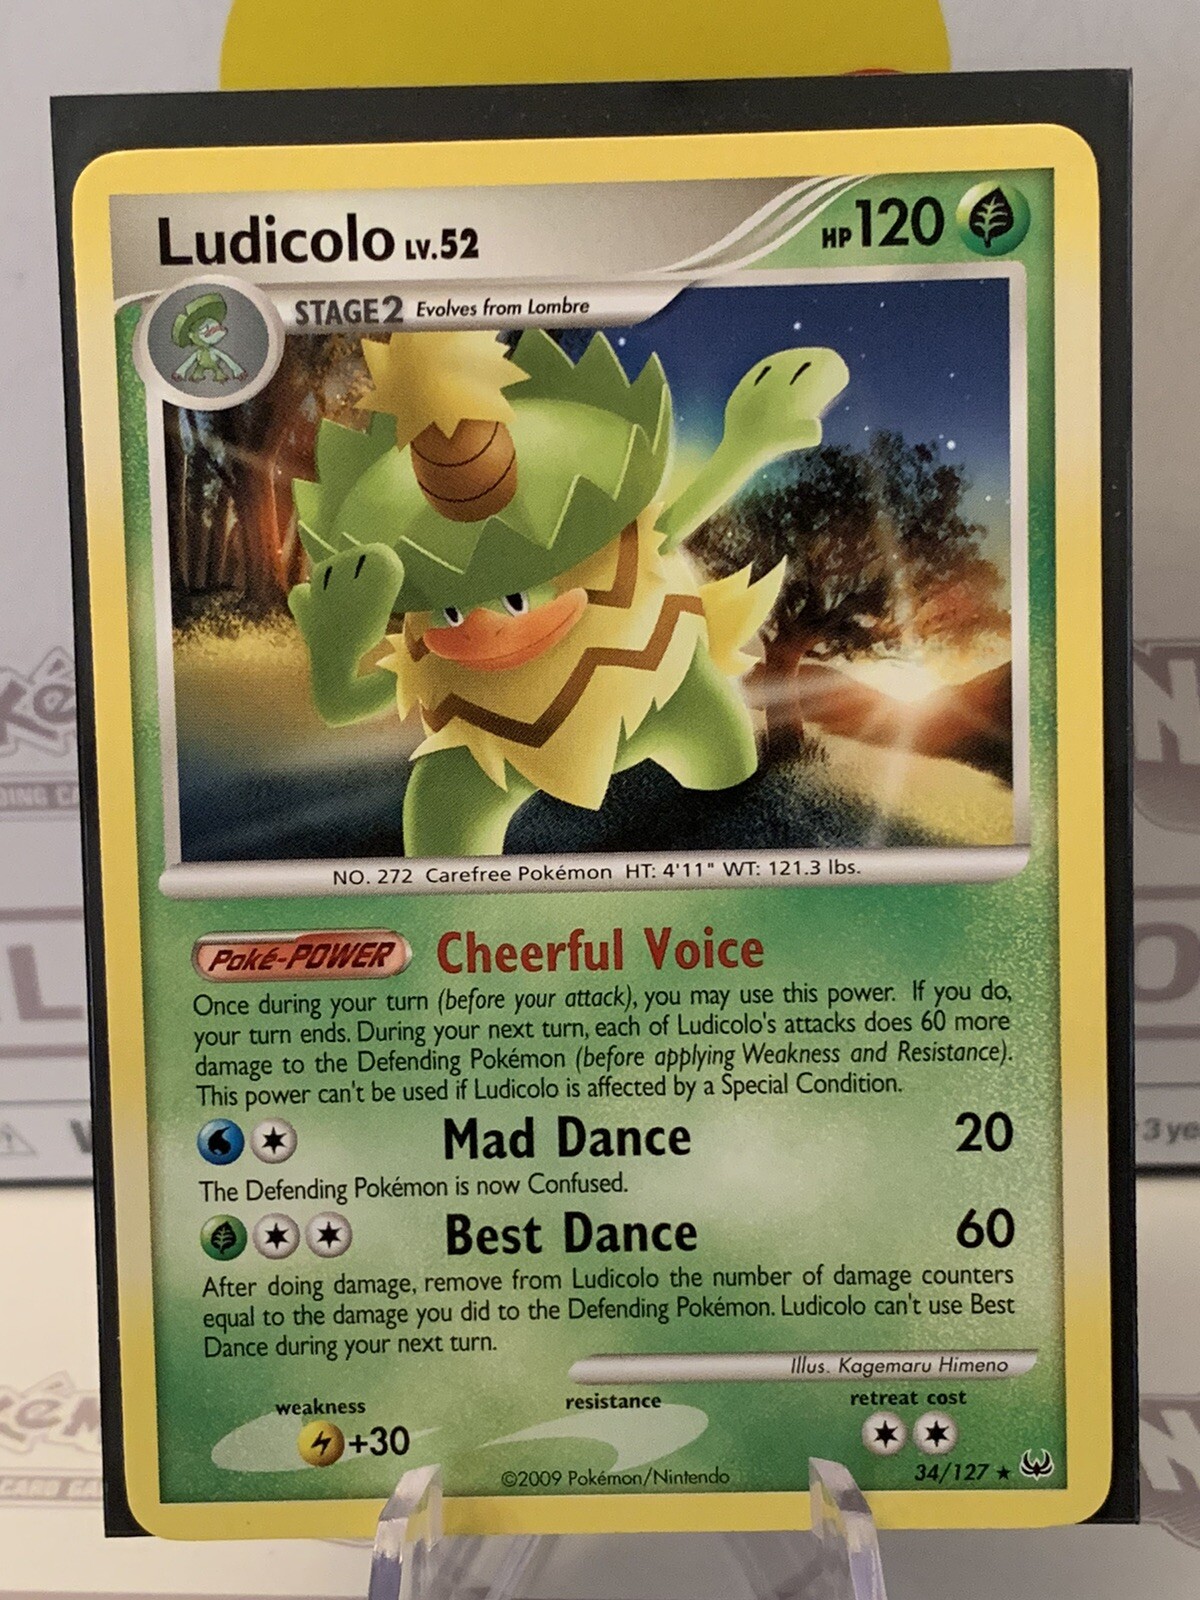 Ludicolo LV.52 HP 120
STAGE2 Evolves from Lombre
NO. 272 Carefree Pokémon HT: 4'11" WT: 121.3 lbs.
Poké-POWER Cheerful Voice
Once during your turn (before your attack), you may use this power. If you do,
your turn ends. During your next turn, each of Ludicolo's attacks does 60 more
damage to the Defending Pokémon (before applying Weakness and Resistance).
This power can't be used if Ludicolo is affected by a Special Condition.
Mad Dance 20
The Defending Pokémon is now Confused.
Best Dance 60
After doing damage, remove from Ludicolo the number of damage counters
equal to the damage you did to the Defending Pokémon. Ludicolo can't use Best
Dance during your next turn.
Illus. Kagemaru Himeno
weakness resistance retreat cost
+30
©2009 Pokémon/Nintendo 34/127 ★